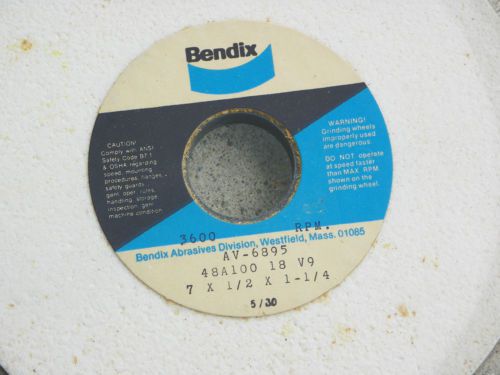 Bendix
CAUTION!
Comply with ANSI
Safety Code B7.1
& OSHA regarding
speed, mounting
procedures, flanges,
safety guards,
gen. oper. rules,
handling, storage,
inspection, gen.
machine condition.
WARNING!
Grinding wheels
improperly used
are dangerous.
DO NOT operate
at speed faster
than MAX. RPM
shown on the
grinding wheel.
3600 RPM.
Bendix Abrasives Division, Westfield, Mass. 01085
AV-6895
48A100 18 V9
7 X 1/2 X 1-1/4
5/30